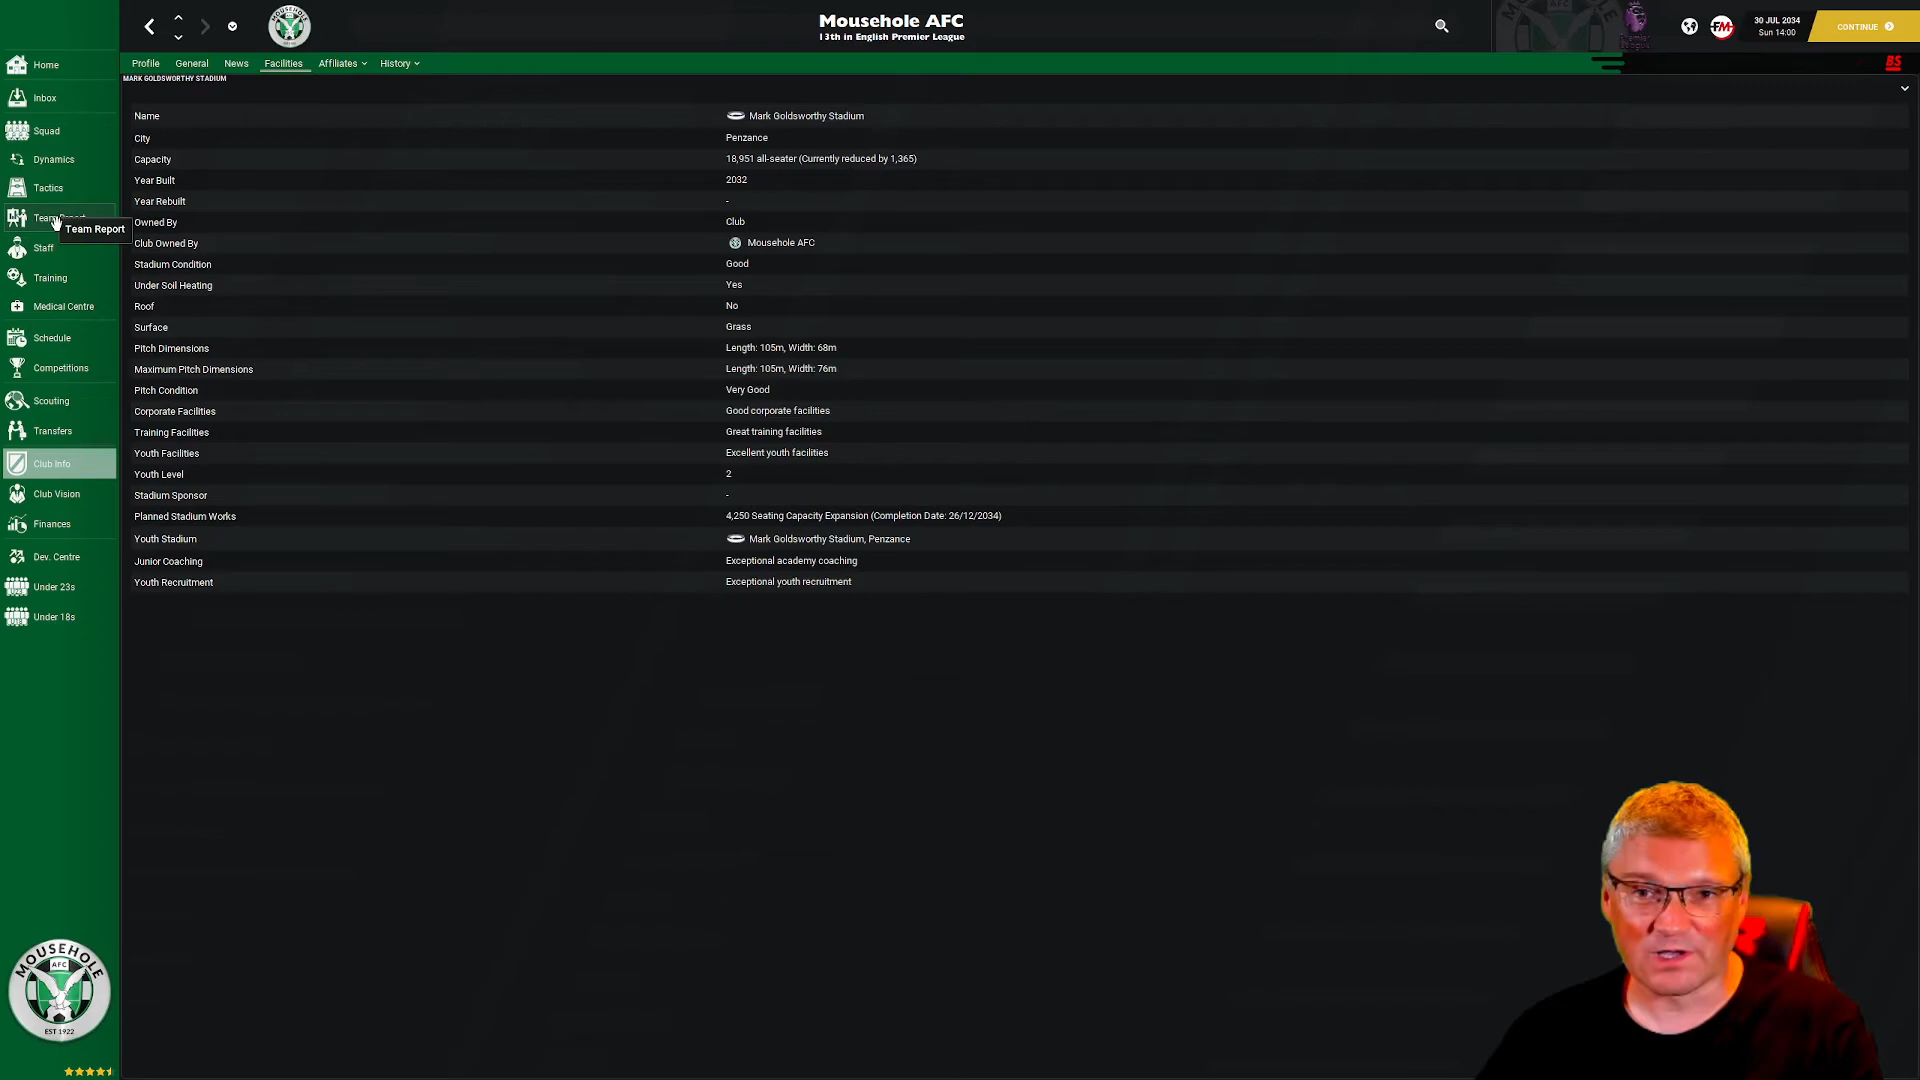 Mousehole AFC
13th in English Premier League
30 JUL 2034
Sun 14:00
CONTINUE
FM
BS
Profile
General
News
Facilities
Affiliates
History
MARK GOLDSWORTHY STADIUM
Home
Inbox
Squad
Dynamics
Tactics
Team Report
Team Report
Staff
Training
Medical Centre
Schedule
Competitions
Scouting
Transfers
Club Info
Club Vision
Finances
Dev. Centre
Under 23s
Under 18s
Name Mark Goldsworthy Stadium
City Penzance
Capacity 18,951 all-seater (Currently reduced by 1,365)
Year Built 2032
Year Rebuilt -
Owned By Club
Club Owned By Mousehole AFC
Stadium Condition Good
Under Soil Heating Yes
Roof No
Surface Grass
Pitch Dimensions Length: 105m, Width: 68m
Maximum Pitch Dimensions Length: 105m, Width: 76m
Pitch Condition Very Good
Corporate Facilities Good corporate facilities
Training Facilities Great training facilities
Youth Facilities Excellent youth facilities
Youth Level 2
Stadium Sponsor -
Planned Stadium Works 4,250 Seating Capacity Expansion (Completion Date: 26/12/2034)
Youth Stadium Mark Goldsworthy Stadium, Penzance
Junior Coaching Exceptional academy coaching
Youth Recruitment Exceptional youth recruitment
MOUSEHOLE
AFC
EST 1922